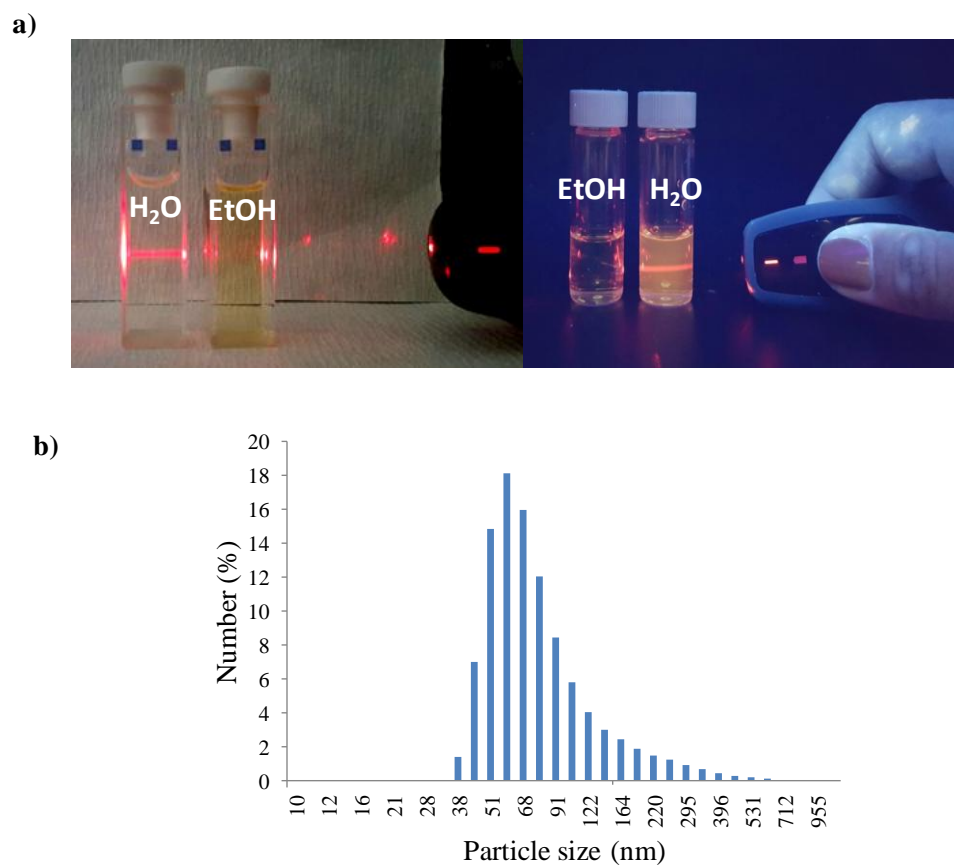 a)
H₂O
EtOH
EtOH
H₂O
b)
20
18
16
14
12
10
8
6
4
2
0
Number (%)
10 12 16 21 28 38 51 68 91 122 164 220 295 396 531 712 955
Particle size (nm)